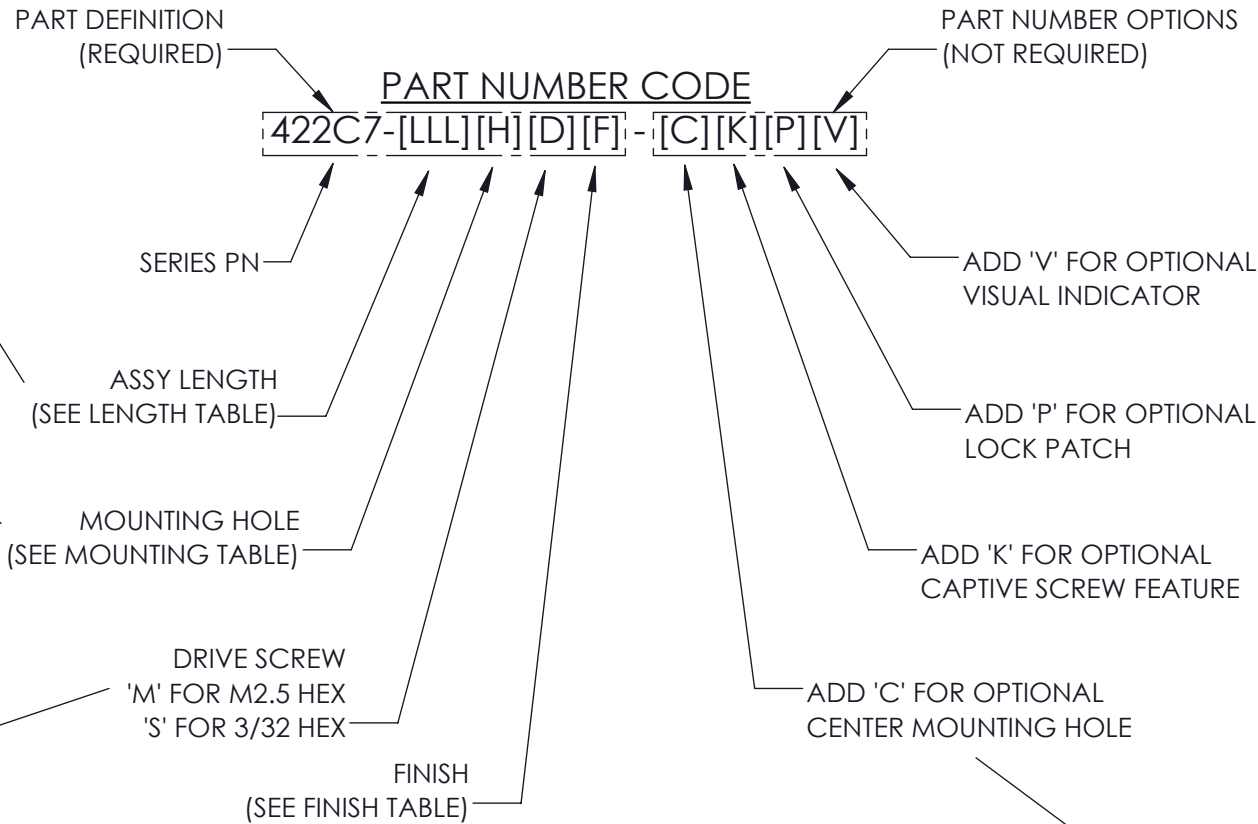 PART DEFINITION
(REQUIRED)
PART NUMBER OPTIONS
(NOT REQUIRED)
PART NUMBER CODE
422C7-[LLL][H][D][F] - [C][K][P][V]
SERIES PN
ADD 'V' FOR OPTIONAL
VISUAL INDICATOR
ASSY LENGTH
(SEE LENGTH TABLE)
ADD 'P' FOR OPTIONAL
LOCK PATCH
MOUNTING HOLE
(SEE MOUNTING TABLE)
ADD 'K' FOR OPTIONAL
CAPTIVE SCREW FEATURE
DRIVE SCREW
'M' FOR M2.5 HEX
'S' FOR 3/32 HEX
ADD 'C' FOR OPTIONAL
CENTER MOUNTING HOLE
FINISH
(SEE FINISH TABLE)